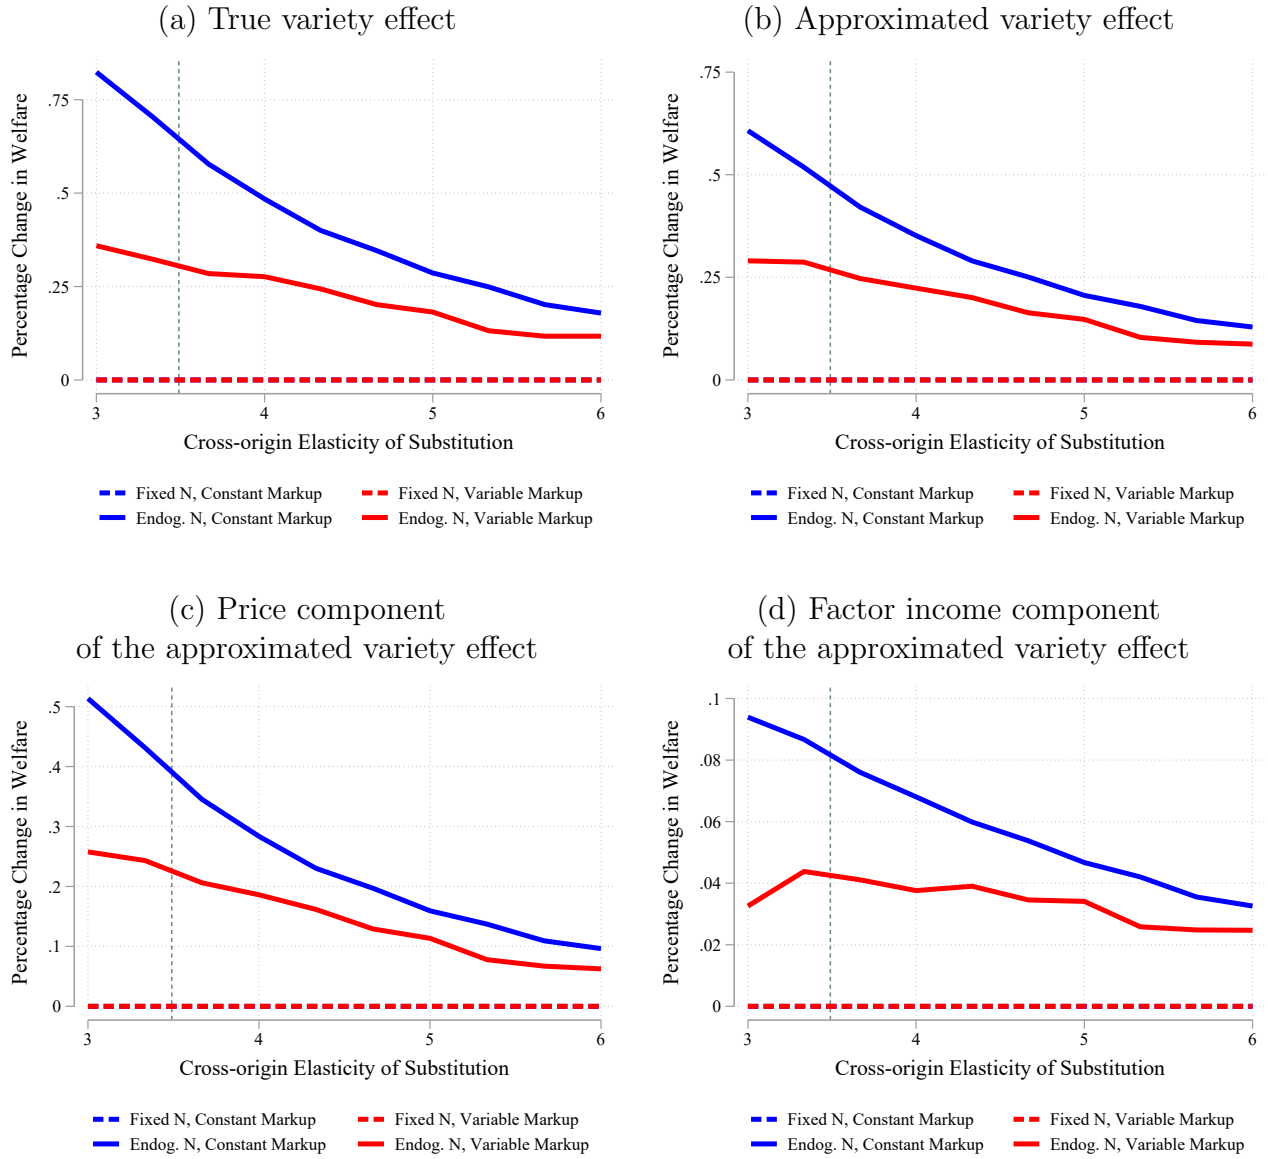 (a) True variety effect
Percentage Change in Welfare
.75
.5
.25
0
3
4
5
6
Cross-origin Elasticity of Substitution
Fixed N, Constant Markup
Fixed N, Variable Markup
Endog. N, Constant Markup
Endog. N, Variable Markup
(b) Approximated variety effect
Percentage Change in Welfare
.75
.5
.25
0
3
4
5
6
Cross-origin Elasticity of Substitution
Fixed N, Constant Markup
Fixed N, Variable Markup
Endog. N, Constant Markup
Endog. N, Variable Markup
(c) Price component
of the approximated variety effect
Percentage Change in Welfare
.5
.4
.3
.2
.1
0
3
4
5
6
Cross-origin Elasticity of Substitution
Fixed N, Constant Markup
Fixed N, Variable Markup
Endog. N, Constant Markup
Endog. N, Variable Markup
(d) Factor income component
of the approximated variety effect
Percentage Change in Welfare
.1
.08
.06
.04
.02
0
3
4
5
6
Cross-origin Elasticity of Substitution
Fixed N, Constant Markup
Fixed N, Variable Markup
Endog. N, Constant Markup
Endog. N, Variable Markup